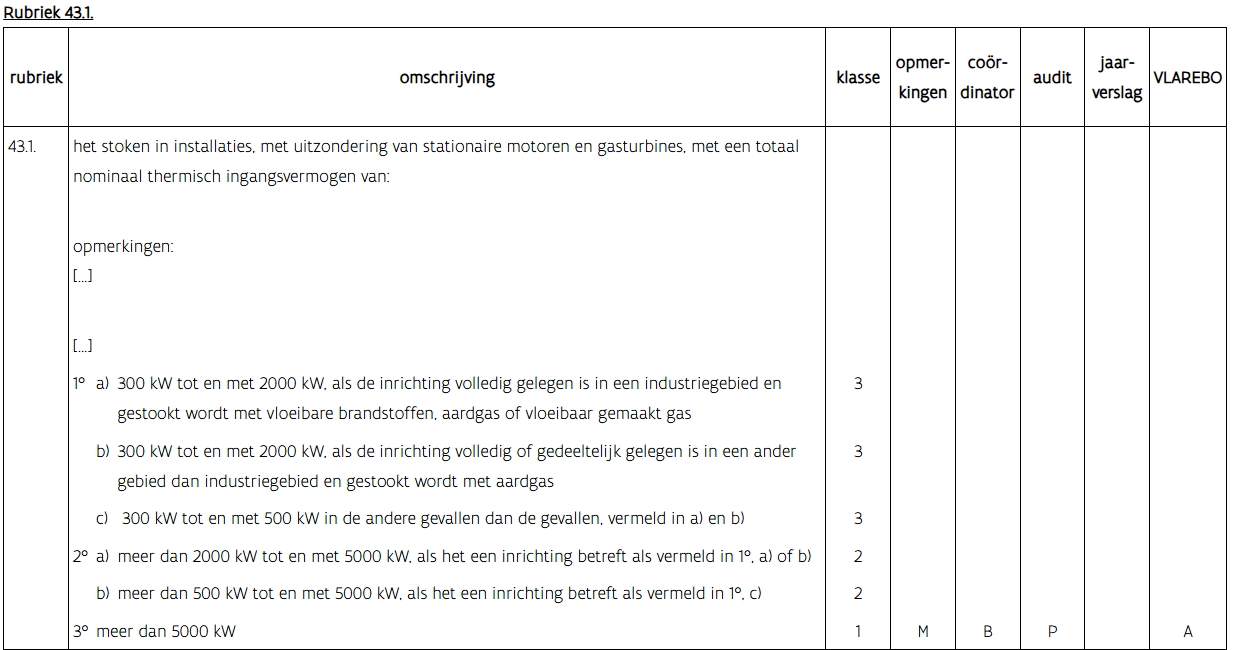 Rubriek 43.1.
rubriek omschrijving klasse opmer-kingen coör-dinator audit jaar-verslag VLAREBO
43.1. het stoken in installaties, met uitzondering van stationaire motoren en gasturbines, met een totaal
nominaal thermisch ingangsvermogen van:
opmerkingen:
[...]
[...]
1° a) 300 kW tot en met 2000 kW, als de inrichting volledig gelegen is in een industriegebied en 3
gestookt wordt met vloeibare brandstoffen, aardgas of vloeibaar gemaakt gas
b) 300 kW tot en met 2000 kW, als de inrichting volledig of gedeeltelijk gelegen is in een ander 3
gebied dan industriegebied en gestookt wordt met aardgas
c) 300 kW tot en met 500 kW in de andere gevallen dan de gevallen, vermeld in a) en b) 3
2° a) meer dan 2000 kW tot en met 5000 kW, als het een inrichting betreft als vermeld in 1°, a) of b) 2
b) meer dan 500 kW tot en met 5000 kW, als het een inrichting betreft als vermeld in 1°, c) 2
3° meer dan 5000 kW 1 M B P A